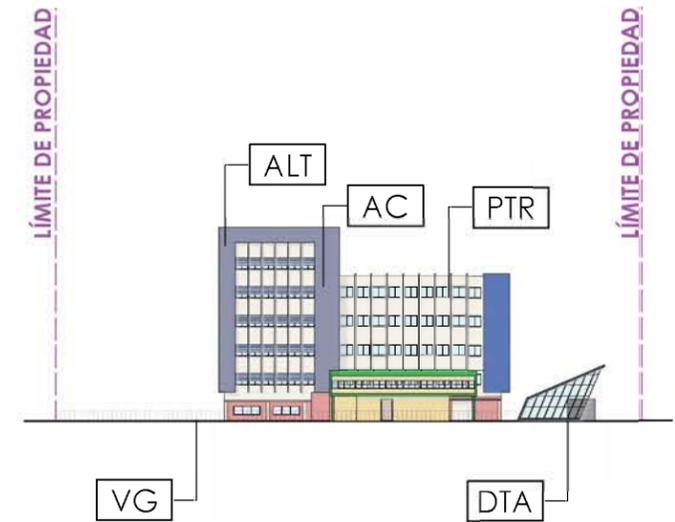 LÍMITE DE PROPIEDAD
LÍMITE DE PROPIEDAD
ALT
AC
PTR
VG
DTA